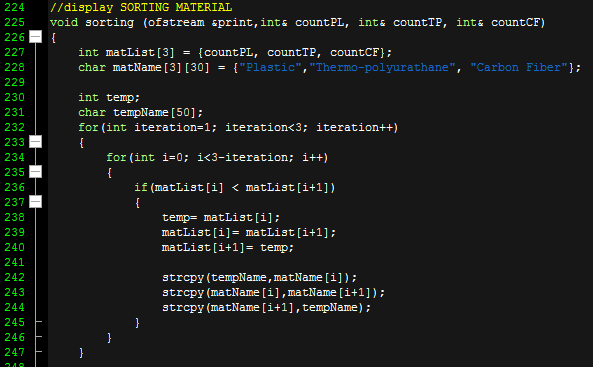 224 //display SORTING MATERIAL
225 void sorting (ofstream &print,int& countPL, int& countTP, int& countCF)
226 {
227 int matList[3] = {countPL, countTP, countCF};
228 char matName[3][30] = {"Plastic","Thermo-polyurathane", "Carbon Fiber"};
229
230 int temp;
231 char tempName[50];
232 for(int iteration=1; iteration<3; iteration++)
233 {
234 for(int i=0; i<3-iteration; i++)
235 {
236 if(matList[i] < matList[i+1])
237 {
238 temp= matList[i];
239 matList[i]= matList[i+1];
240 matList[i+1]= temp;
241
242 strcpy(tempName,matName[i]);
243 strcpy(matName[i],matName[i+1]);
244 strcpy(matName[i+1],tempName);
245 }
246 }
247 }